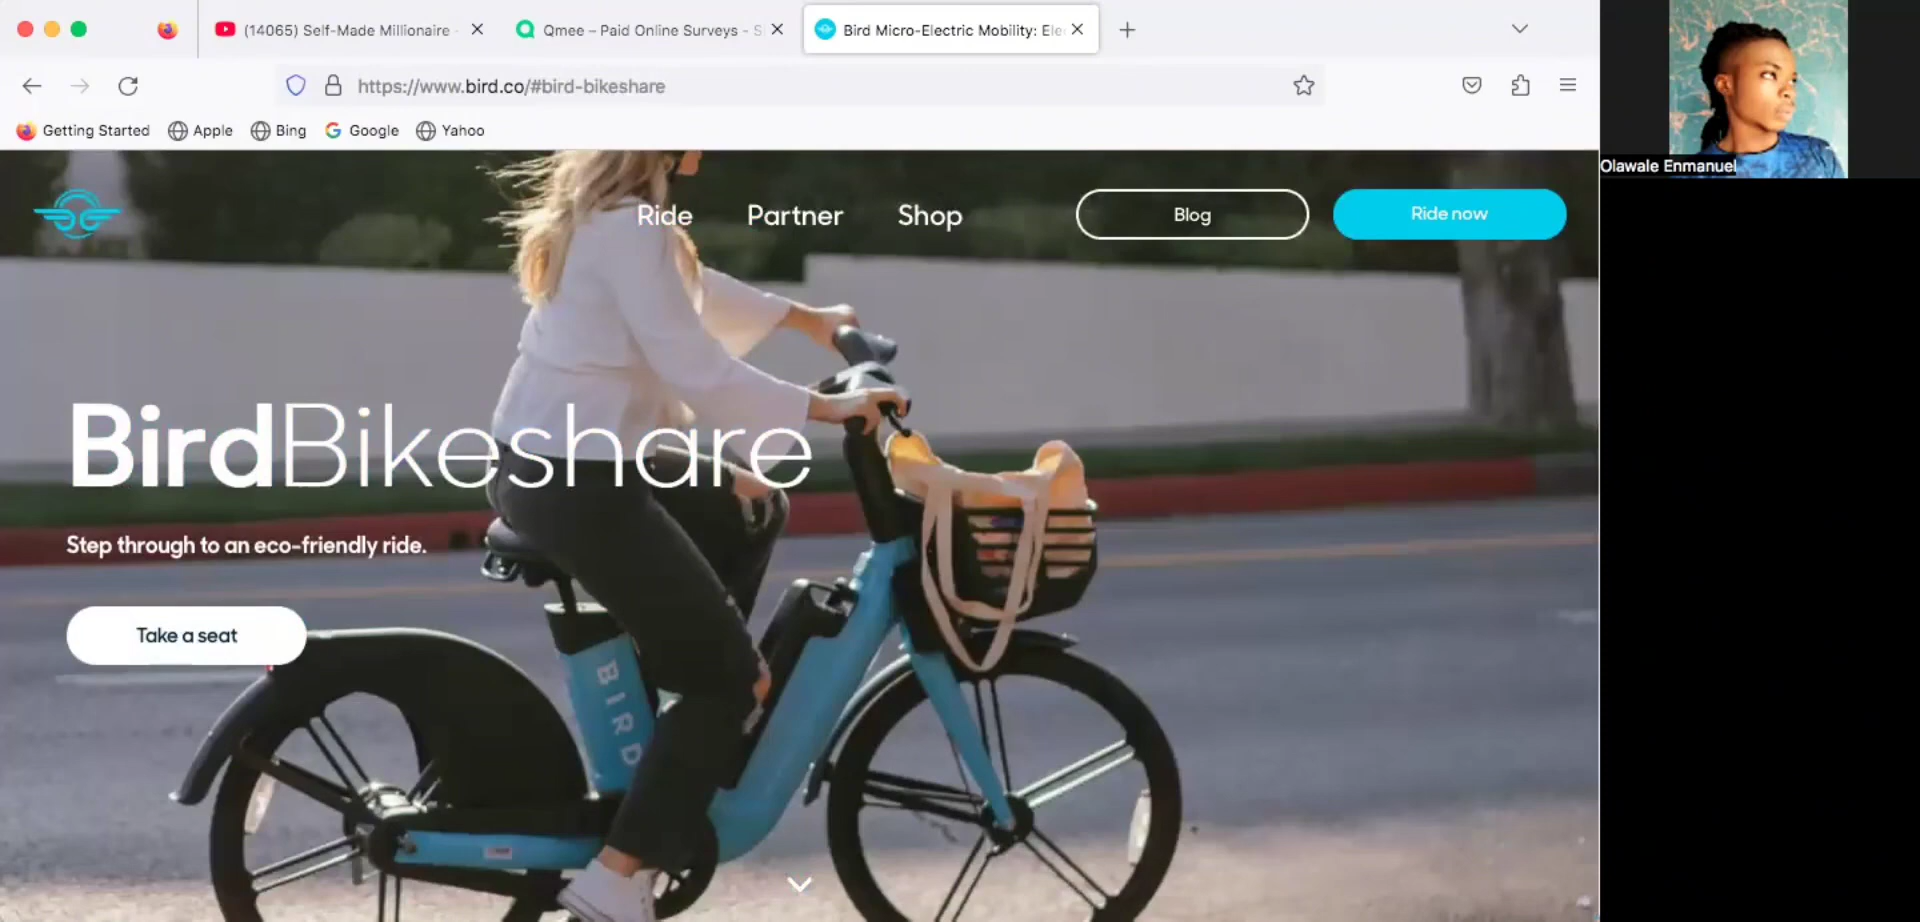 (14065) Self-Made Millionaire -
Qmee – Paid Online Surveys - S
Bird Micro-Electric Mobility: Ele
https://www.bird.co/#bird-bikeshare
Getting Started
Apple
Bing
Google
Yahoo
Olawale Enmanuel
Ride
Partner
Shop
Blog
Ride now
BirdBikeshare
Step through to an eco-friendly ride.
Take a seat
BIRD